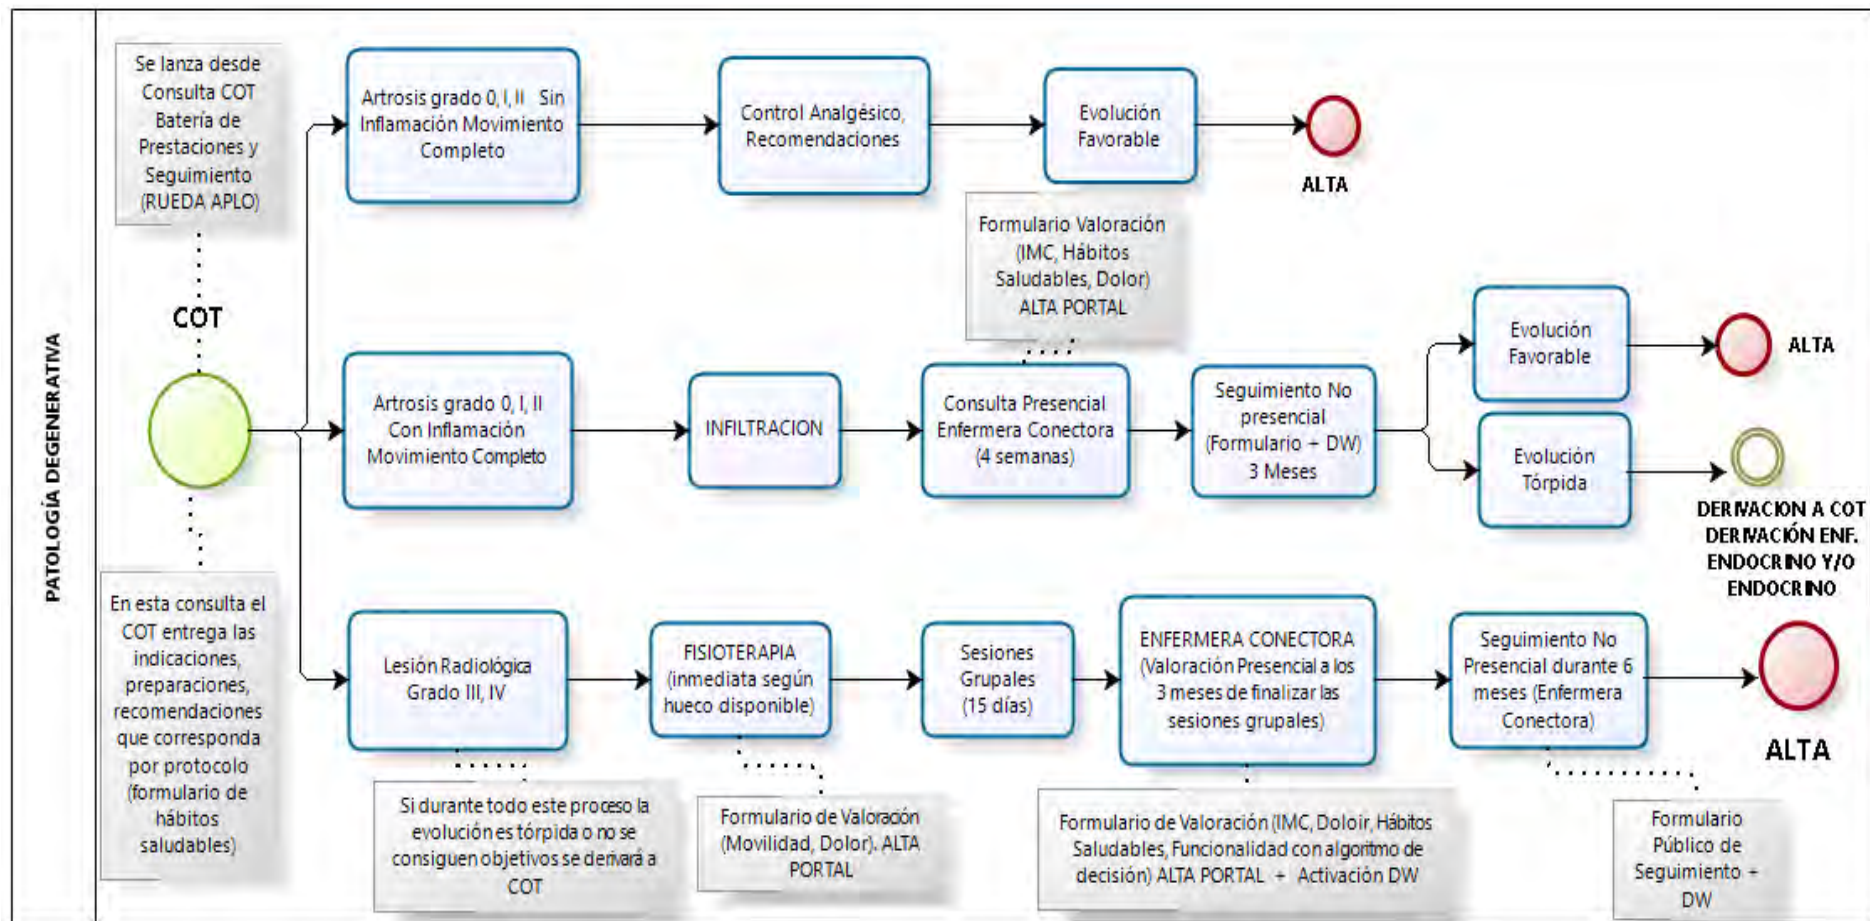 PATOLOGÍA DEGENERATIVA
Se lanza desde
Consulta COT
Batería de
Prestaciones y
Seguimiento
(RUEDA APLO)
COT
En esta consulta el
COT entrega las
indicaciones,
preparaciones,
recomendaciones
que corresponda
por protocolo
(formulario de
hábitos
saludables)
Artrosis grado 0, I, II Sin
Inflamación Movimiento
Completo
Control Analgésico,
Recomendaciones
Evolución
Favorable
ALTA
Artrosis grado 0, I, II
Con Inflamación
Movimiento Completo
INFILTRACION
Formulario Valoración
(IMC, Hábitos
Saludables, Dolor)
ALTA PORTAL
Consulta Presencial
Enfermera Conectora
(4 semanas)
Seguimiento No
presencial
(Formulario + DW)
3 Meses
Evolución
Favorable
ALTA
Evolución
Tórpida
DERIVACION A COT
DERIVACIÓN ENF.
ENDOCRINO Y/O
ENDOCRINO
Lesión Radiológica
Grado III, IV
Si durante todo este proceso la
evolución es tórpida o no se
consiguen objetivos se derivará a
COT
FISIOTERAPIA
(inmediata según
hueco disponible)
Formulario de Valoración
(Movilidad, Dolor). ALTA
PORTAL
Sesiones
Grupales
(15 días)
ENFERMERA CONECTORA
(Valoración Presencial a los
3 meses de finalizar las
sesiones grupales)
Formulario de Valoración (IMC, Doloir, Hábitos
Saludables, Funcionalidad con algoritmo de
decisión) ALTA PORTAL + Activación DW
Seguimiento No
Presencial durante 6
meses (Enfermera
Conectora)
Formulario
Público de
Seguimiento +
DW
ALTA